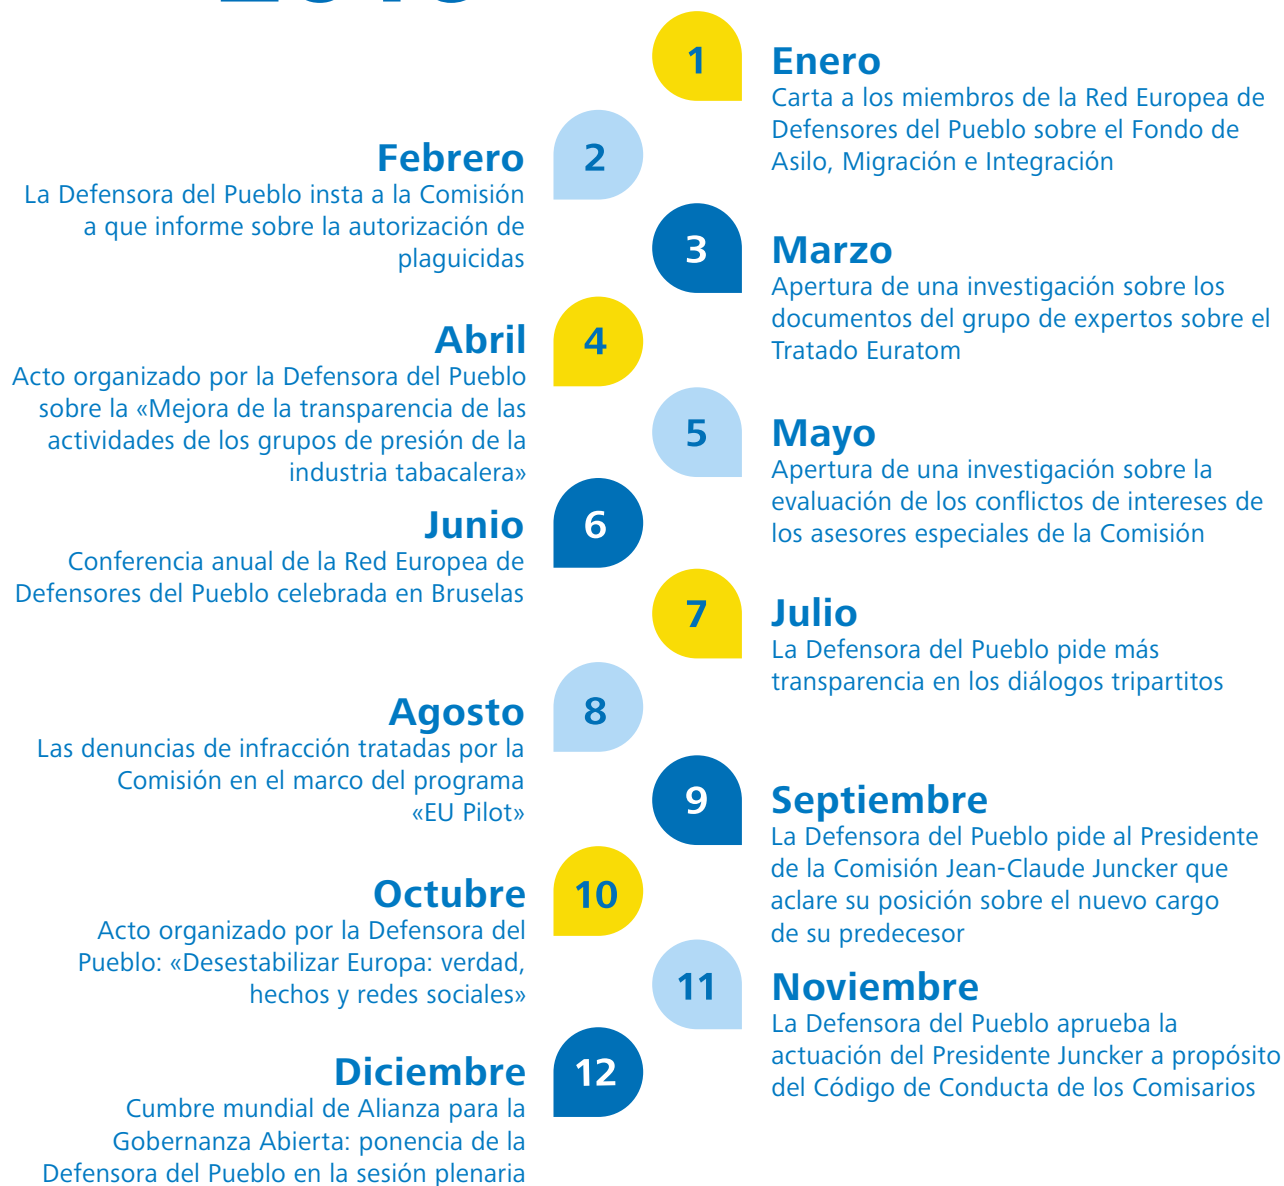 1
Enero
Carta a los miembros de la Red Europea de
Defensores del Pueblo sobre el Fondo de
Asilo, Migración e Integración
2
Febrero
La Defensora del Pueblo insta a la Comisión
a que informe sobre la autorización de
plaguicidas
3
Marzo
Apertura de una investigación sobre los
documentos del grupo de expertos sobre el
Tratado Euratom
4
Abril
Acto organizado por la Defensora del Pueblo
sobre la «Mejora de la transparencia de las
actividades de los grupos de presión de la
industria tabacalera»
5
Mayo
Apertura de una investigación sobre la
evaluación de los conflictos de intereses de
los asesores especiales de la Comisión
6
Junio
Conferencia anual de la Red Europea de
Defensores del Pueblo celebrada en Bruselas
7
Julio
La Defensora del Pueblo pide más
transparencia en los diálogos tripartitos
8
Agosto
Las denuncias de infracción tratadas por la
Comisión en el marco del programa
«EU Pilot»
9
Septiembre
La Defensora del Pueblo pide al Presidente
de la Comisión Jean-Claude Juncker que
aclare su posición sobre el nuevo cargo
de su predecesor
10
Octubre
Acto organizado por la Defensora del
Pueblo: «Desestabilizar Europa: verdad,
hechos y redes sociales»
11
Noviembre
La Defensora del Pueblo aprueba la
actuación del Presidente Juncker a propósito
del Código de Conducta de los Comisarios
12
Diciembre
Cumbre mundial de Alianza para la
Gobernanza Abierta: ponencia de la
Defensora del Pueblo en la sesión plenaria